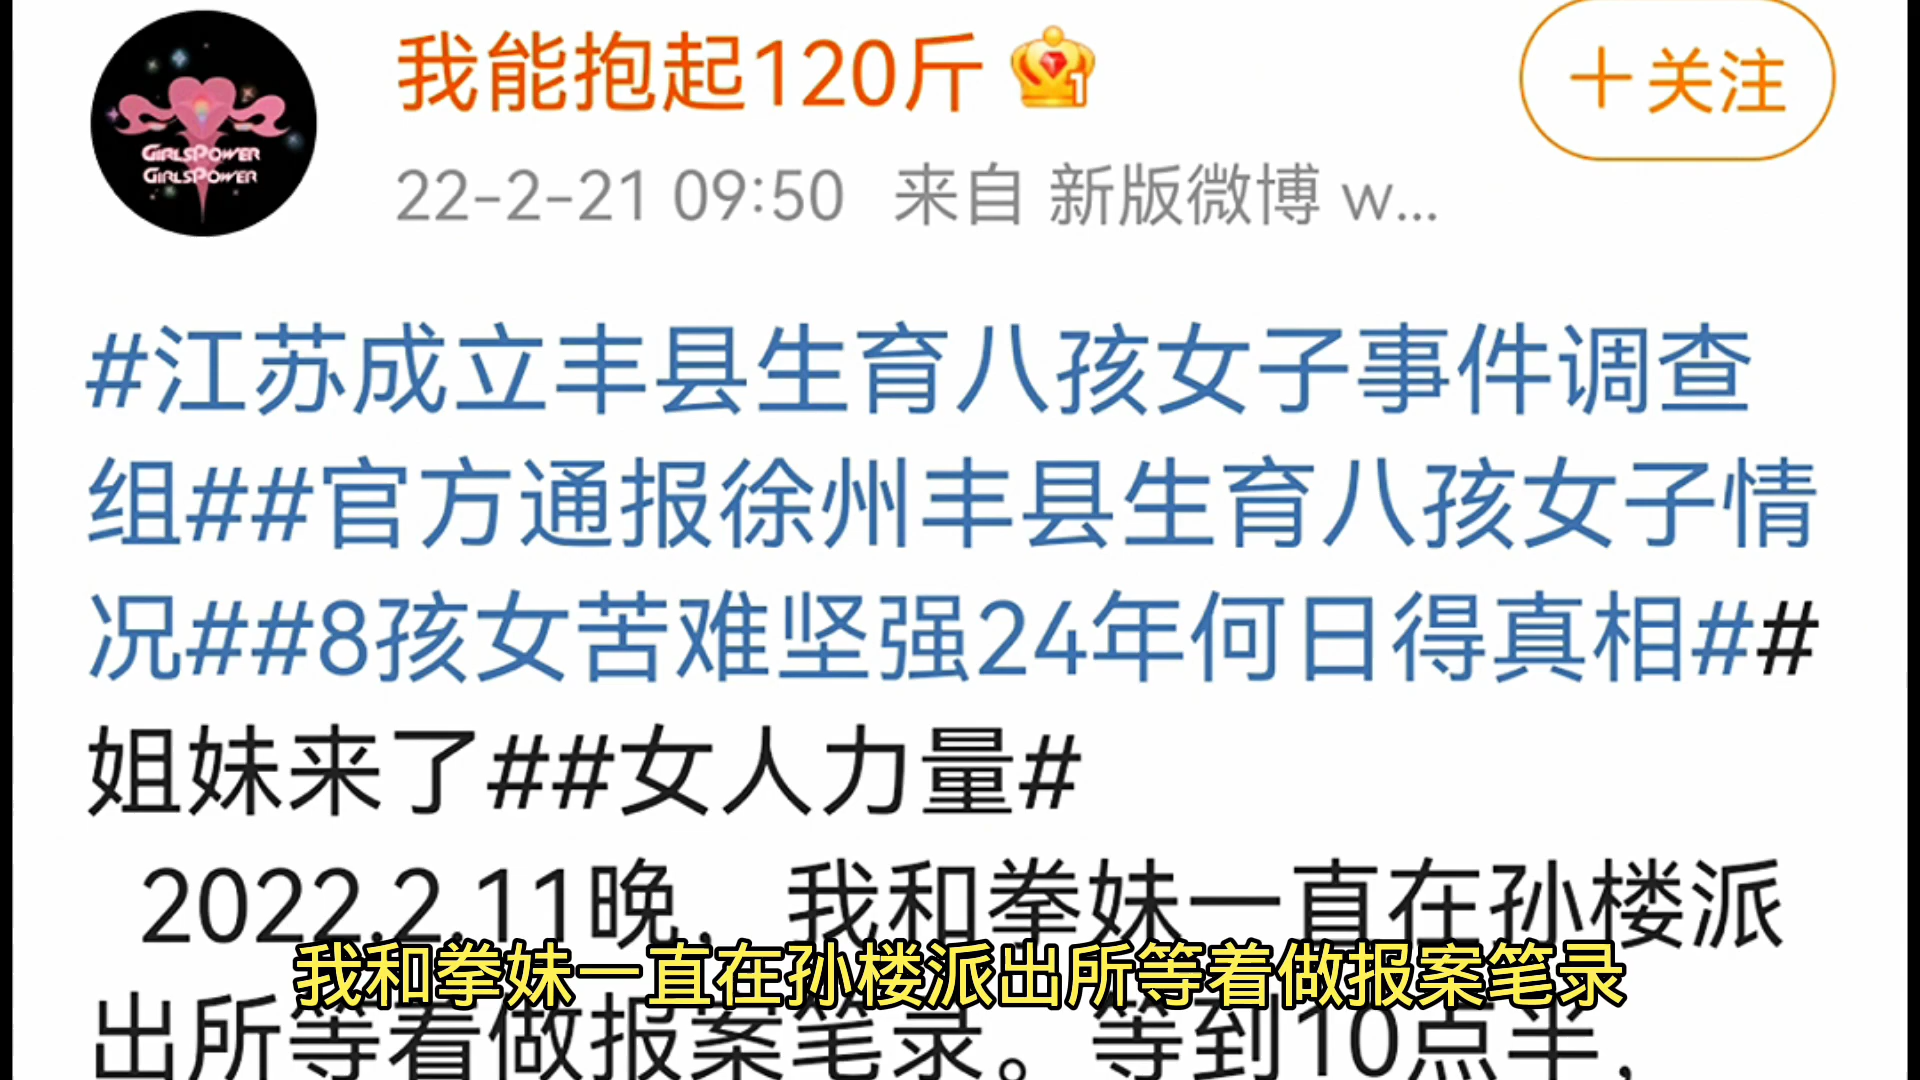 我能抱起120斤
1
+关注
22-2-21 09:50 来自 新版微博 w...
GIRLSPOWER
GIRLSPOWER
#江苏成立丰县生育八孩女子事件调查
组##官方通报徐州丰县生育八孩女子情
况##8孩女苦难坚强24年何日得真相##
姐妹来了##女人力量#
2022.2.11晚，我和拳妹一直在孙楼派
我和拳妹一直在孙楼派出所等着做报案笔录
出所等着做报案笔录。等到10点半，